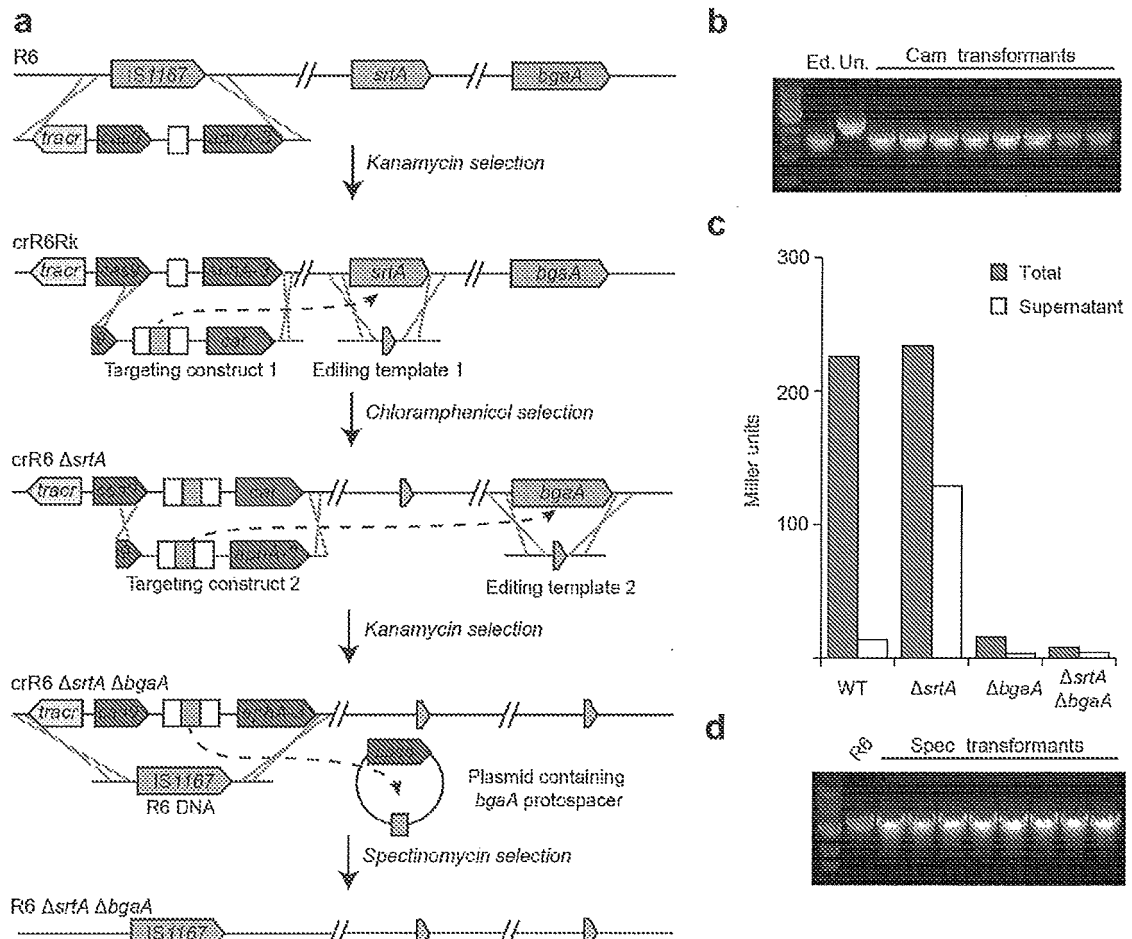 a
R6
IS1167
srtA
bgaA
tracr
Kanamycin selection
crR6Rk
tracr
srtA
bgaA
Targeting construct 1
Editing template 1
Chloramphenicol selection
crR6 ΔsrtA
tracr
bgaA
Targeting construct 2
Editing template 2
Kanamycin selection
crR6 ΔsrtA ΔbgaA
tracr
IS1167
R6 DNA
Plasmid containing
bgaA protospacer
Spectinomycin selection
R6 ΔsrtA ΔbgaA
IS1167
b
Ed. Un. Cam transformants
c
300
200
100
Miller units
Total
Supernatant
WT
ΔsrtA
ΔbgaA
ΔsrtA
ΔbgaA
d
R6 Spec transformants